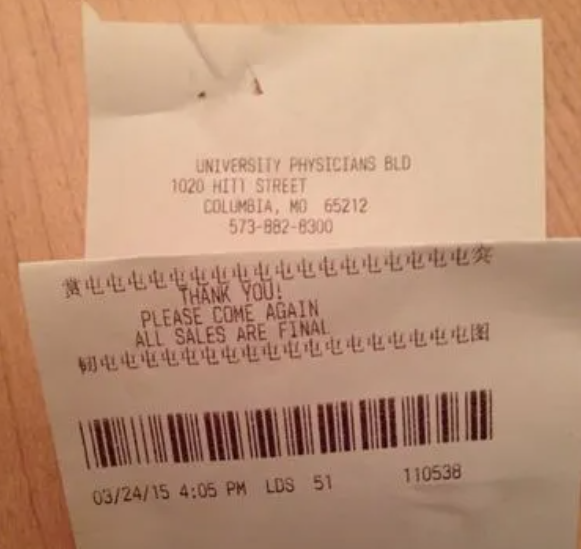 UNIVERSITY PHYSICIANS BLD
1020 HITT STREET
COLUMBIA, MO 65212
573-882-8300
赏屯屯屯屯屯屯屯屯屯屯屯屯屯屯屯屯屯屯突
THANK YOU!
PLEASE COME AGAIN
ALL SALES ARE FINAL
屯屯屯屯屯屯屯屯屯屯屯屯屯屯屯屯屯屯图
03/24/15 4:05 PM LDS 51 110538